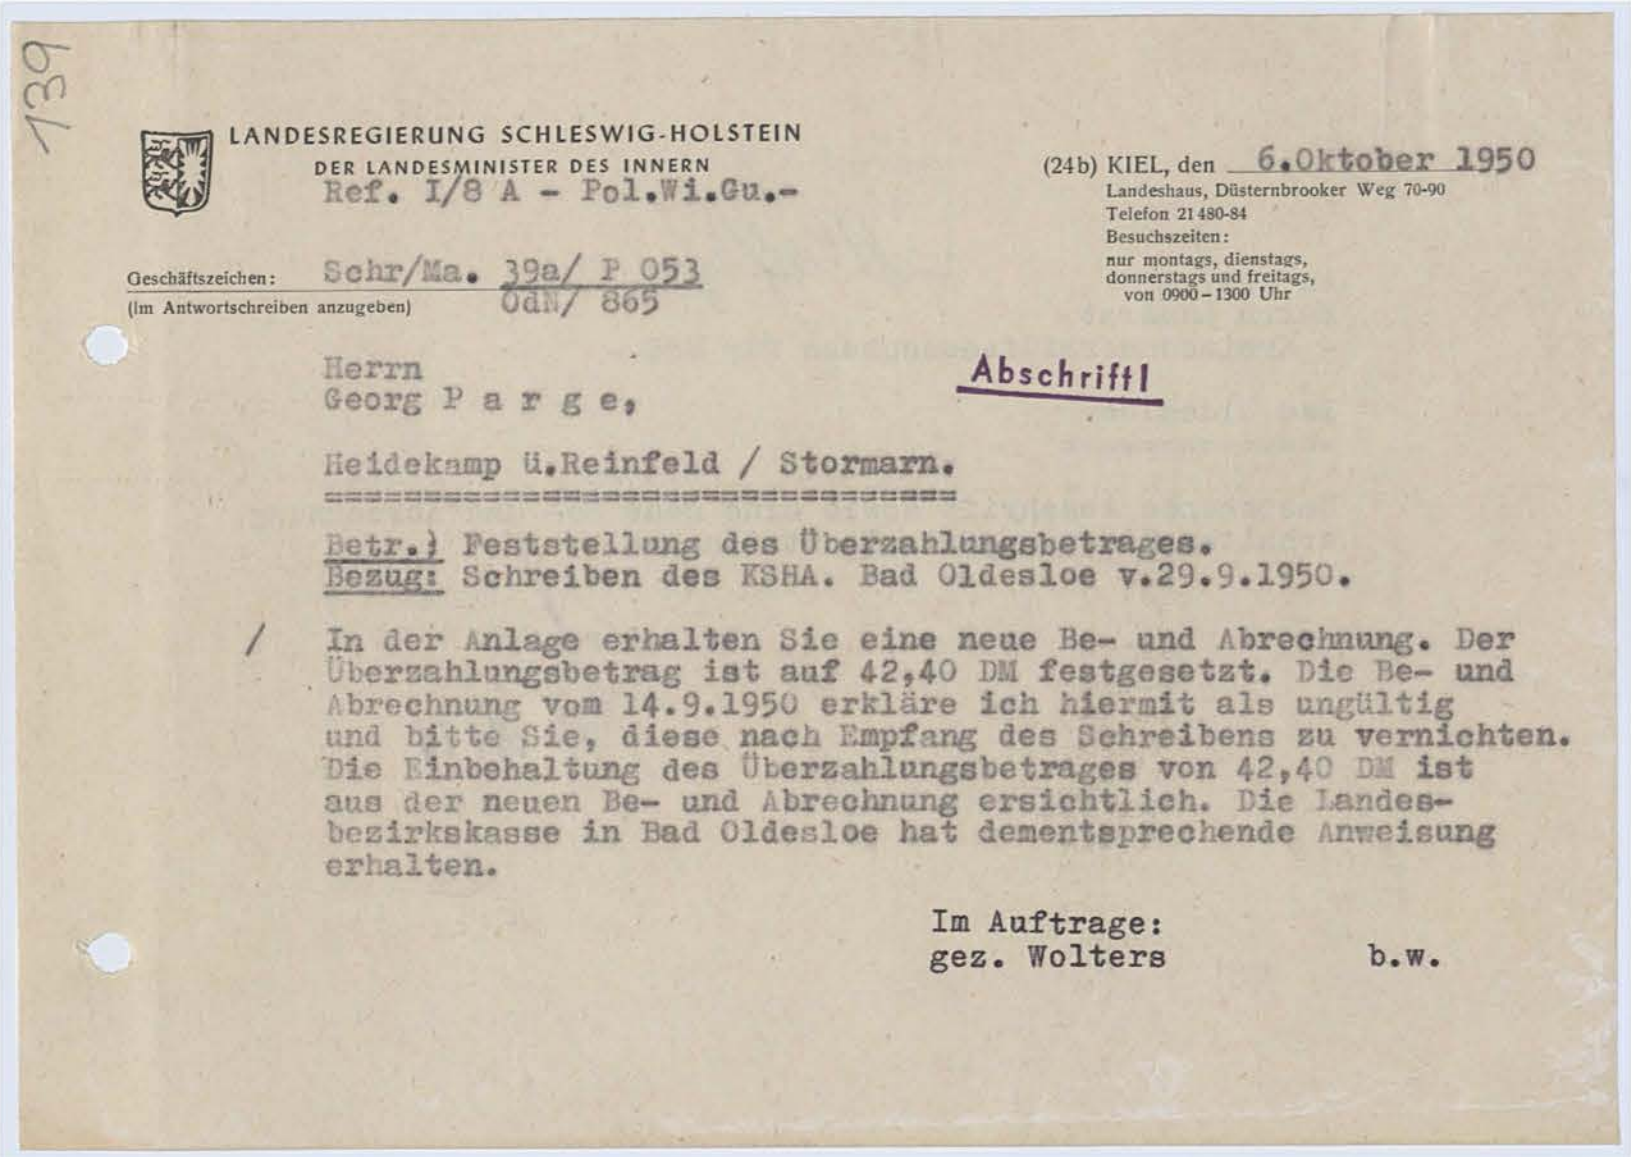 139
LANDESREGIERUNG SCHLESWIG-HOLSTEIN
DER LANDESMINISTER DES INNERN
Ref. I/8 A - Pol.Wi.Gu.-
(24b) KIEL, den 6.Oktober 1950
Landeshaus, Düsternbrooker Weg 70-90
Telefon 21480-84
Besuchszeiten:
nur montags, dienstags,
donnerstags und freitags,
von 0900-1300 Uhr
Geschäftszeichen: Schr/Ma. 39a/ P 053
(Im Antwortschreiben anzugeben) OdN/ 865
Herrn
Georg P a r g e,
Abschrift!
Heidekamp ü.Reinfeld / Stormarn.
================================
Betr.: Feststellung des Überzahlungsbetrages.
Bezug: Schreiben des KSHA. Bad Oldesloe v.29.9.1950.
/ In der Anlage erhalten Sie eine neue Be- und Abrechnung. Der
Überzahlungsbetrag ist auf 42,40 DM festgesetzt. Die Be- und
Abrechnung vom 14.9.1950 erkläre ich hiermit als ungültig
und bitte Sie, diese nach Empfang des Schreibens zu vernichten.
Die Einbehaltung des Überzahlungsbetrages von 42,40 DM ist
aus der neuen Be- und Abrechnung ersichtlich. Die Landes-
bezirkskasse in Bad Oldesloe hat dementsprechende Anweisung
erhalten.
Im Auftrage:
gez. Wolters b.w.